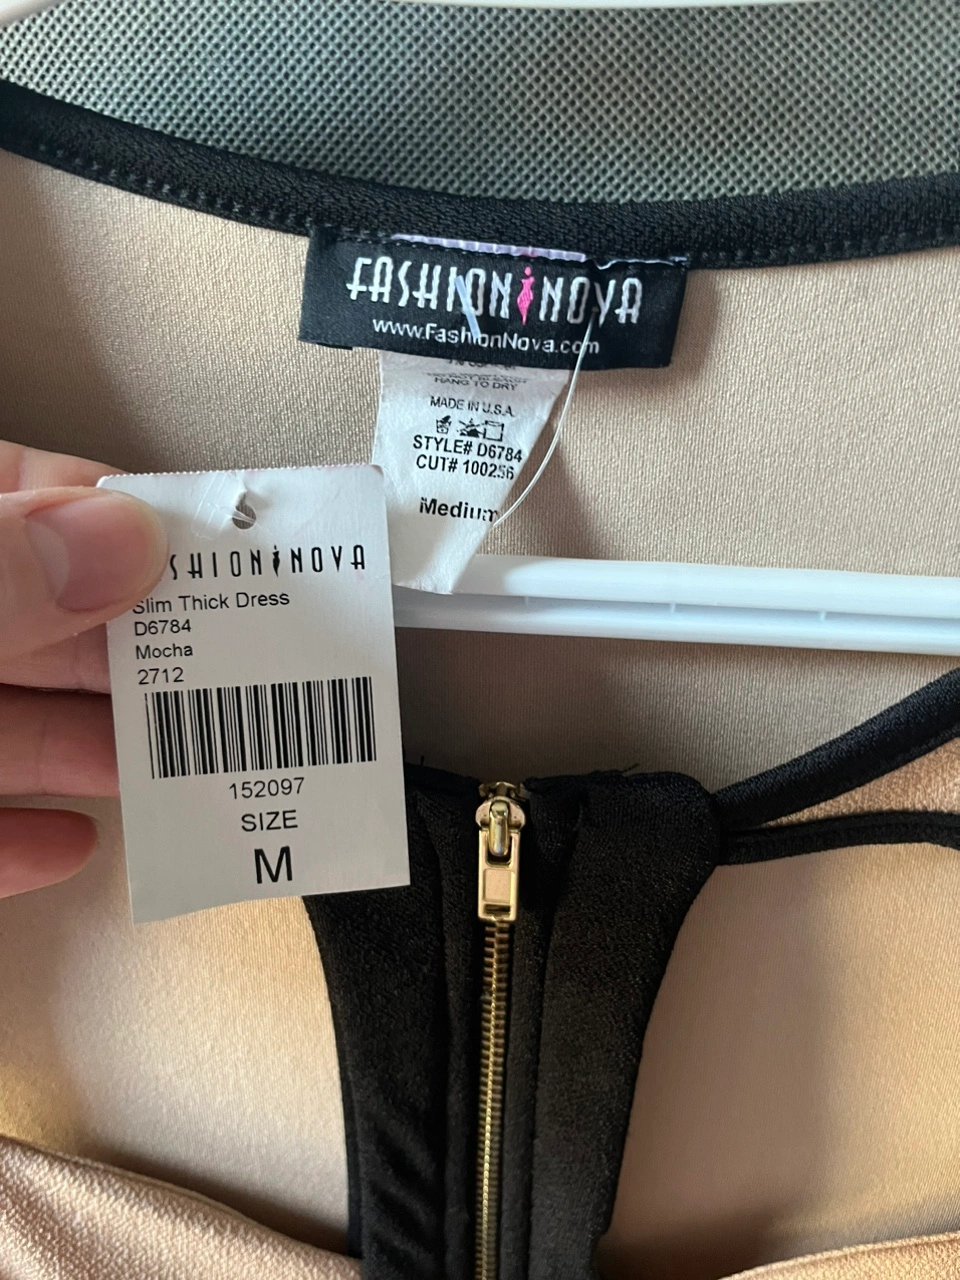 FASHION NOVA
www.FashionNova.com
HANG TO DRY
MADE IN U.S.A.
STYLE# D6784
CUT# 100256
Medium
SHION NOVA
Slim Thick Dress
D6784
Mocha
2712
152097
SIZE
M